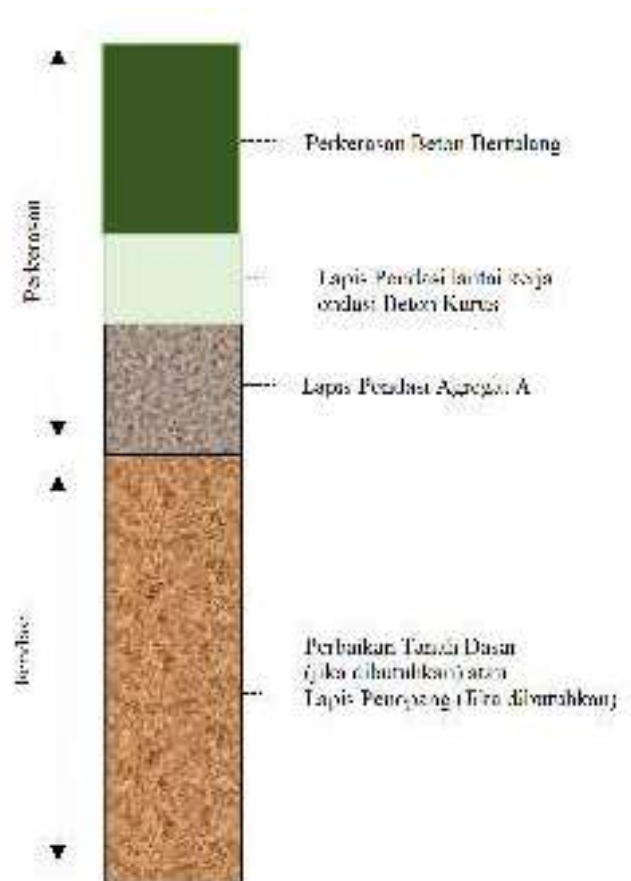 Perkerasan
Perkerasan Beton Bertulang
Lapis Pondasi lantai kerja
Beton Kurus
Lapis Pondasi Agregat A
Pondasi
Perbaikan Tanah Dasar
(jika dibutuhkan) atau
Lapis Penopang (Jika dibutuhkan)